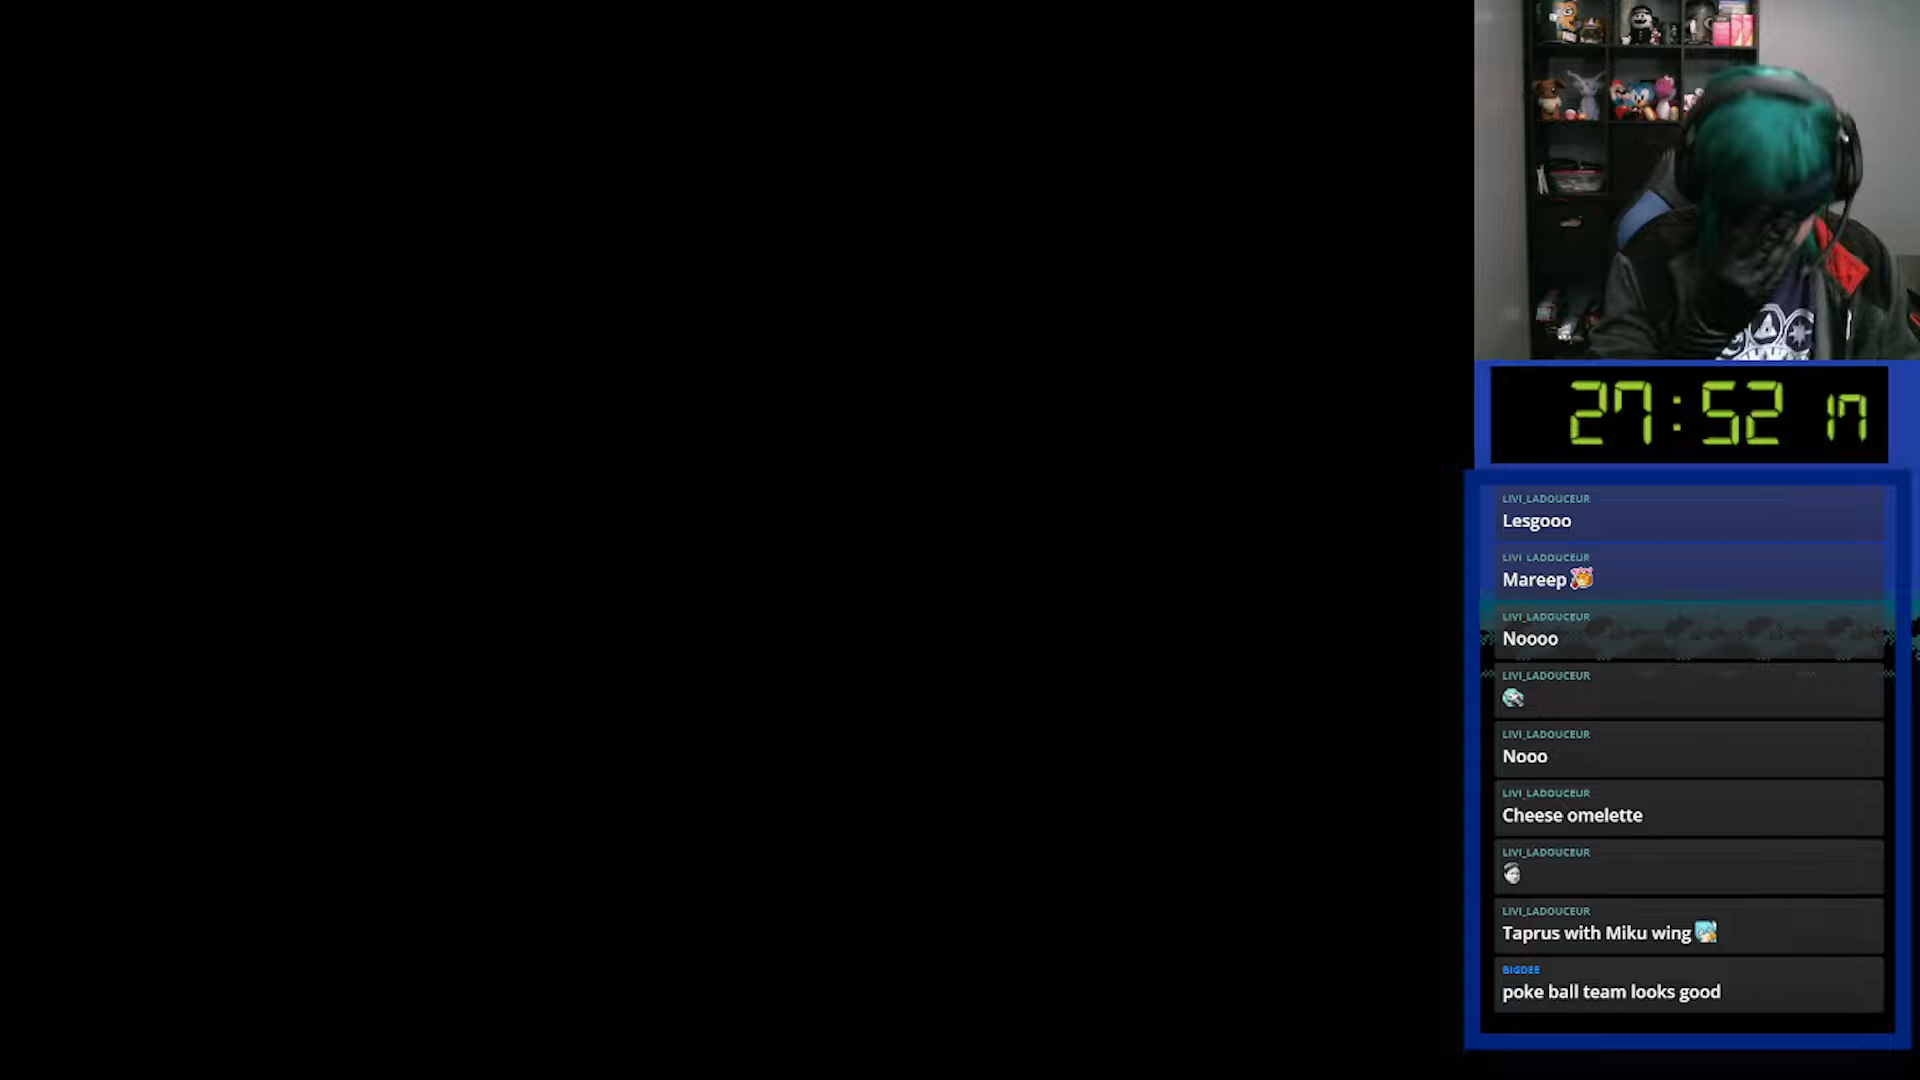 27:52 17
LIVI_LADOUCEUR
Lesgooo
LIVI_LADOUCEUR
Mareep
LIVI_LADOUCEUR
Noooo
LIVI_LADOUCEUR
LIVI_LADOUCEUR
Nooo
LIVI_LADOUCEUR
Cheese omelette
LIVI_LADOUCEUR
LIVI_LADOUCEUR
Taprus with Miku wing
BIGDEE
poke ball team looks good